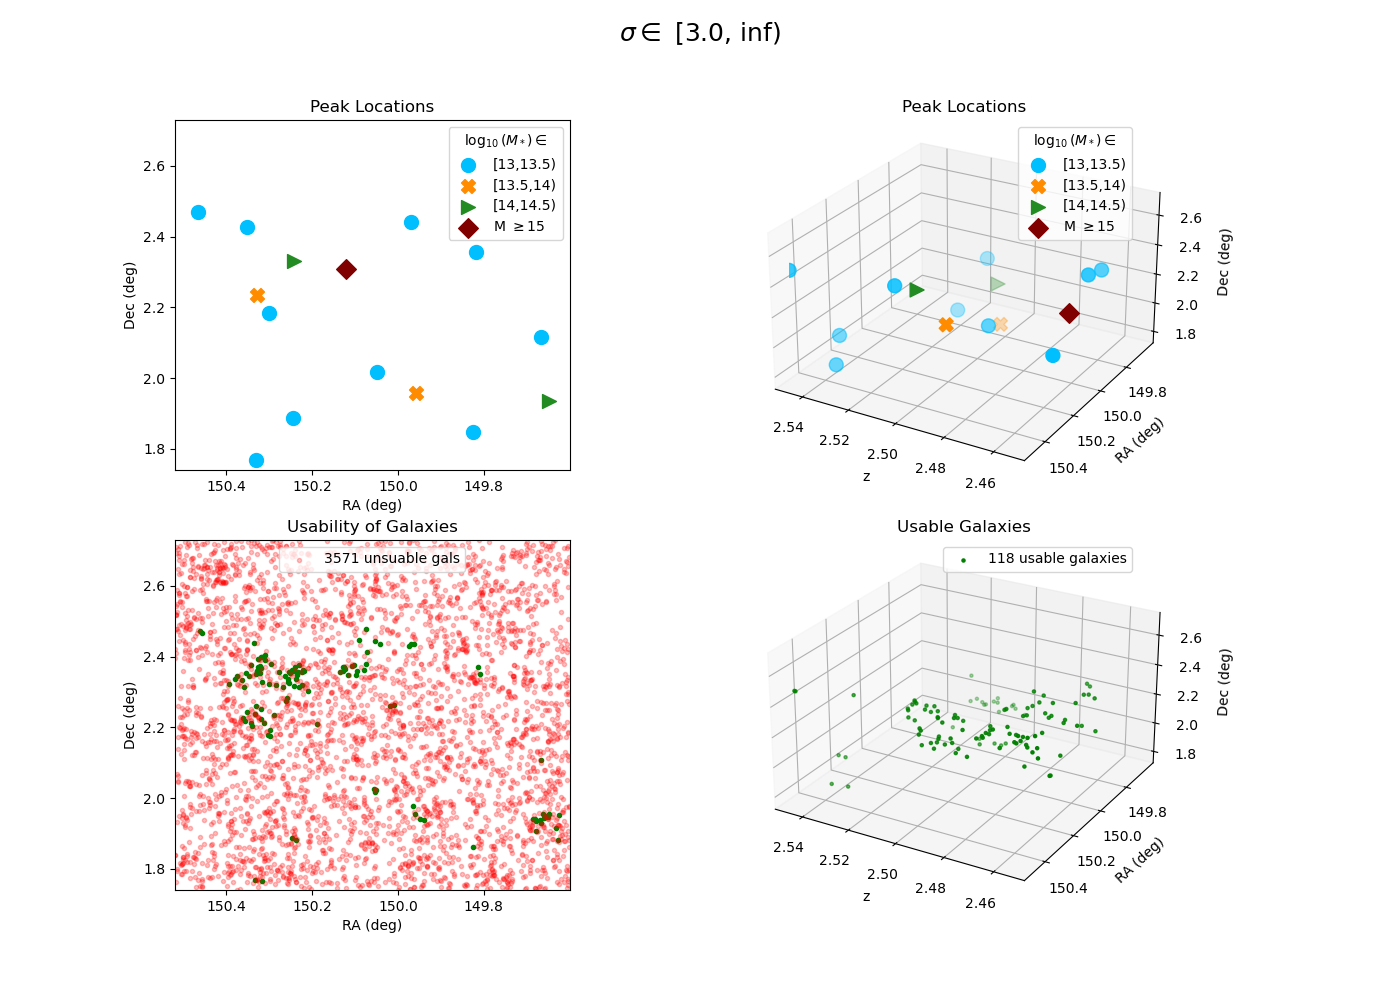 σ∈ [3.0, inf)
Peak Locations
log₁₀(M*) ∈
[13,13.5)
[13.5,14)
[14,14.5)
M ≥15
2.6
2.4
2.2
2.0
1.8
Dec (deg)
150.4 150.2 150.0 149.8
RA (deg)
Peak Locations
log₁₀(M*) ∈
[13,13.5)
[13.5,14)
[14,14.5)
M ≥15
2.6
2.4
2.2
2.0
1.8
Dec (deg)
149.8
150.0
150.2
150.4
RA (deg)
2.54
2.52
2.50
2.48
2.46
z
Usability of Galaxies
3571 unsuable gals
2.6
2.4
2.2
2.0
1.8
Dec (deg)
150.4 150.2 150.0 149.8
RA (deg)
Usable Galaxies
118 usable galaxies
2.6
2.4
2.2
2.0
1.8
Dec (deg)
149.8
150.0
150.2
150.4
RA (deg)
2.54
2.52
2.50
2.48
2.46
z